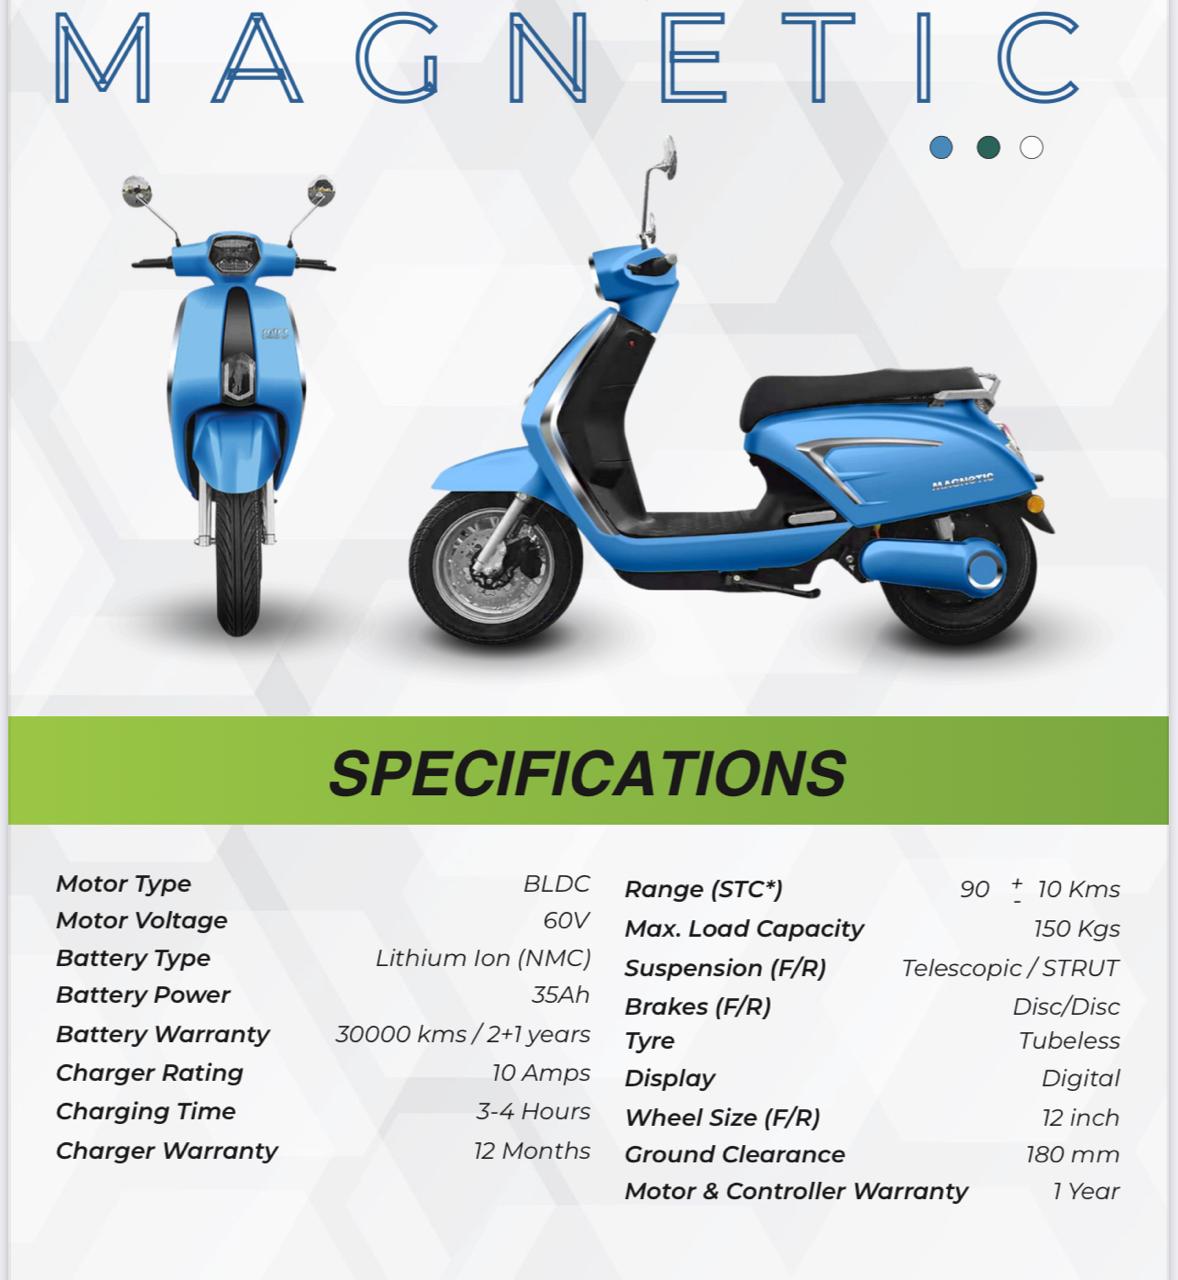 MAGNETIC
MAGNETIC
SPECIFICATIONS
Motor Type BLDC
Motor Voltage 60V
Battery Type Lithium Ion (NMC)
Battery Power 35Ah
Battery Warranty 30000 kms / 2+1 years
Charger Rating 10 Amps
Charging Time 3-4 Hours
Charger Warranty 12 Months
Range (STC*) 90 +- 10 Kms
Max. Load Capacity 150 Kgs
Suspension (F/R) Telescopic / STRUT
Brakes (F/R) Disc/Disc
Tyre Tubeless
Display Digital
Wheel Size (F/R) 12 inch
Ground Clearance 180 mm
Motor & Controller Warranty 1 Year